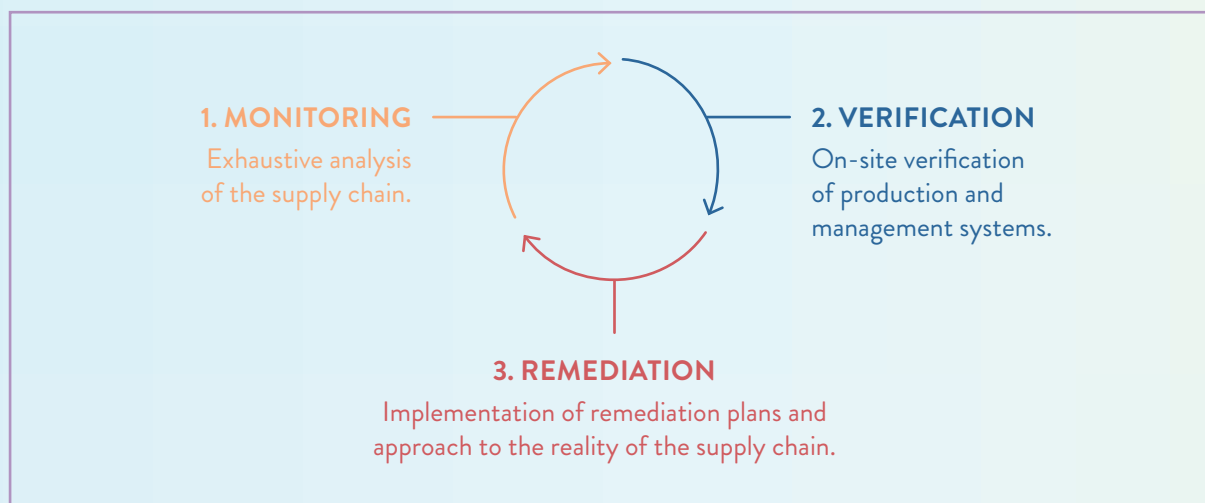 1. MONITORING
Exhaustive analysis
of the supply chain.
2. VERIFICATION
On-site verification
of production and
management systems.
3. REMEDIATION
Implementation of remediation plans and
approach to the reality of the supply chain.